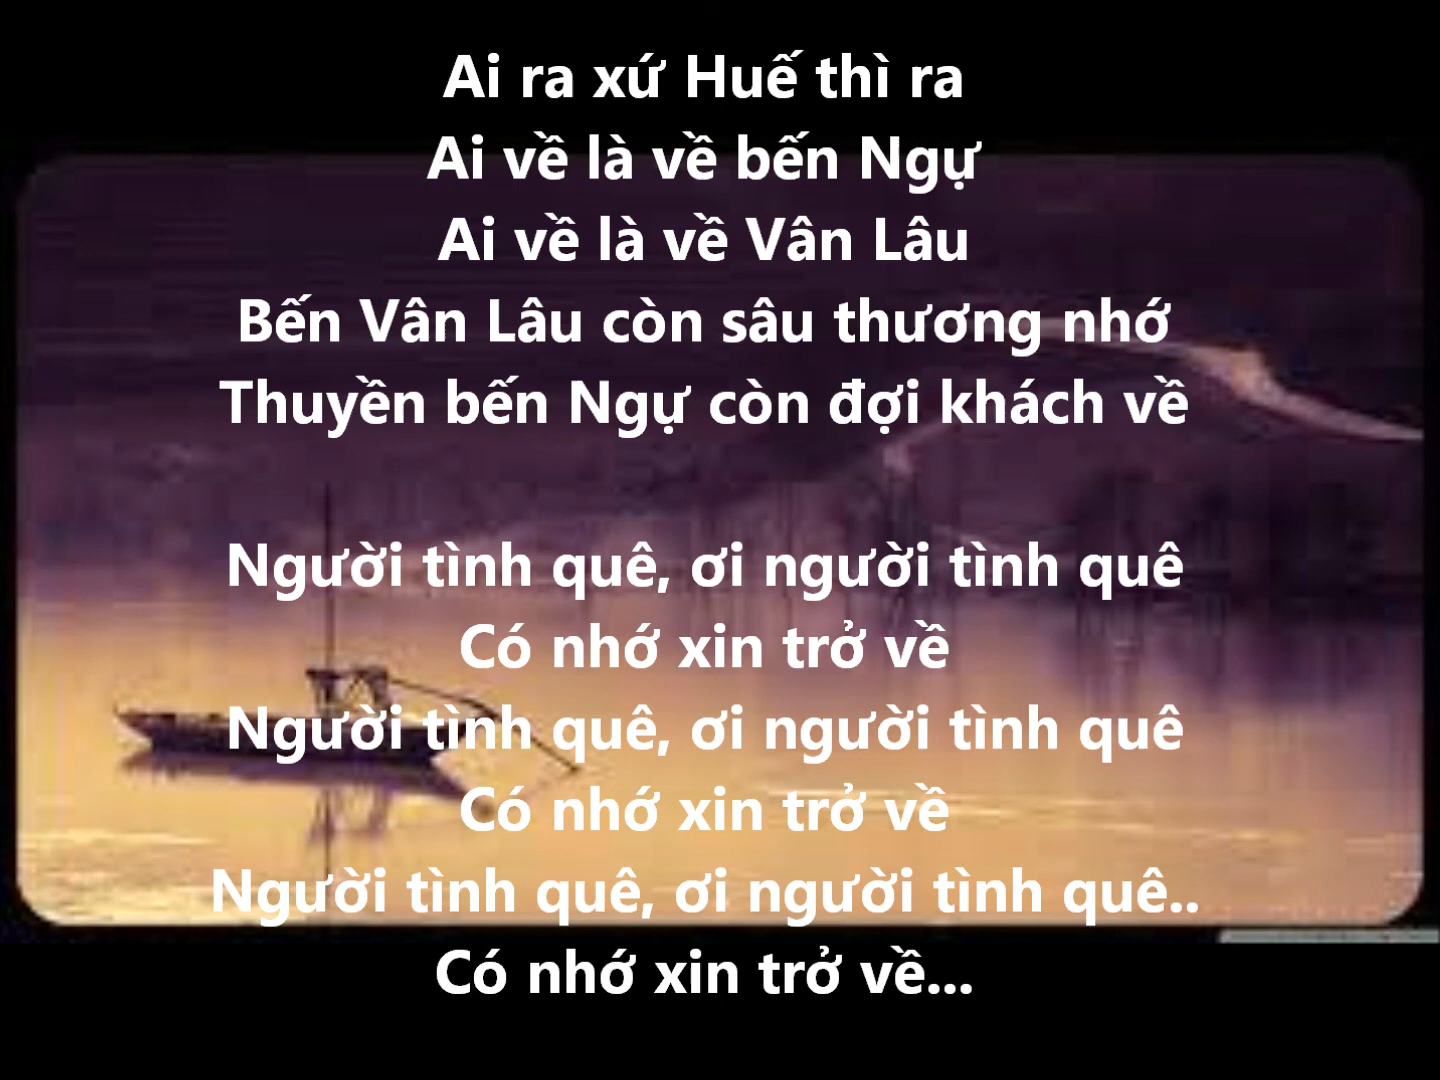 Ai ra xứ Huế thì ra
Ai về là về bến Ngự
Ai về là về Vân Lâu
Bến Vân Lâu còn sâu thương nhớ
Thuyền bến Ngự còn đợi khách về
Người tình quê, ơi người tình quê
Có nhớ xin trở về
Người tình quê, ơi người tình quê
Có nhớ xin trở về
Người tình quê, ơi người tình quê..
Có nhớ xin trở về...